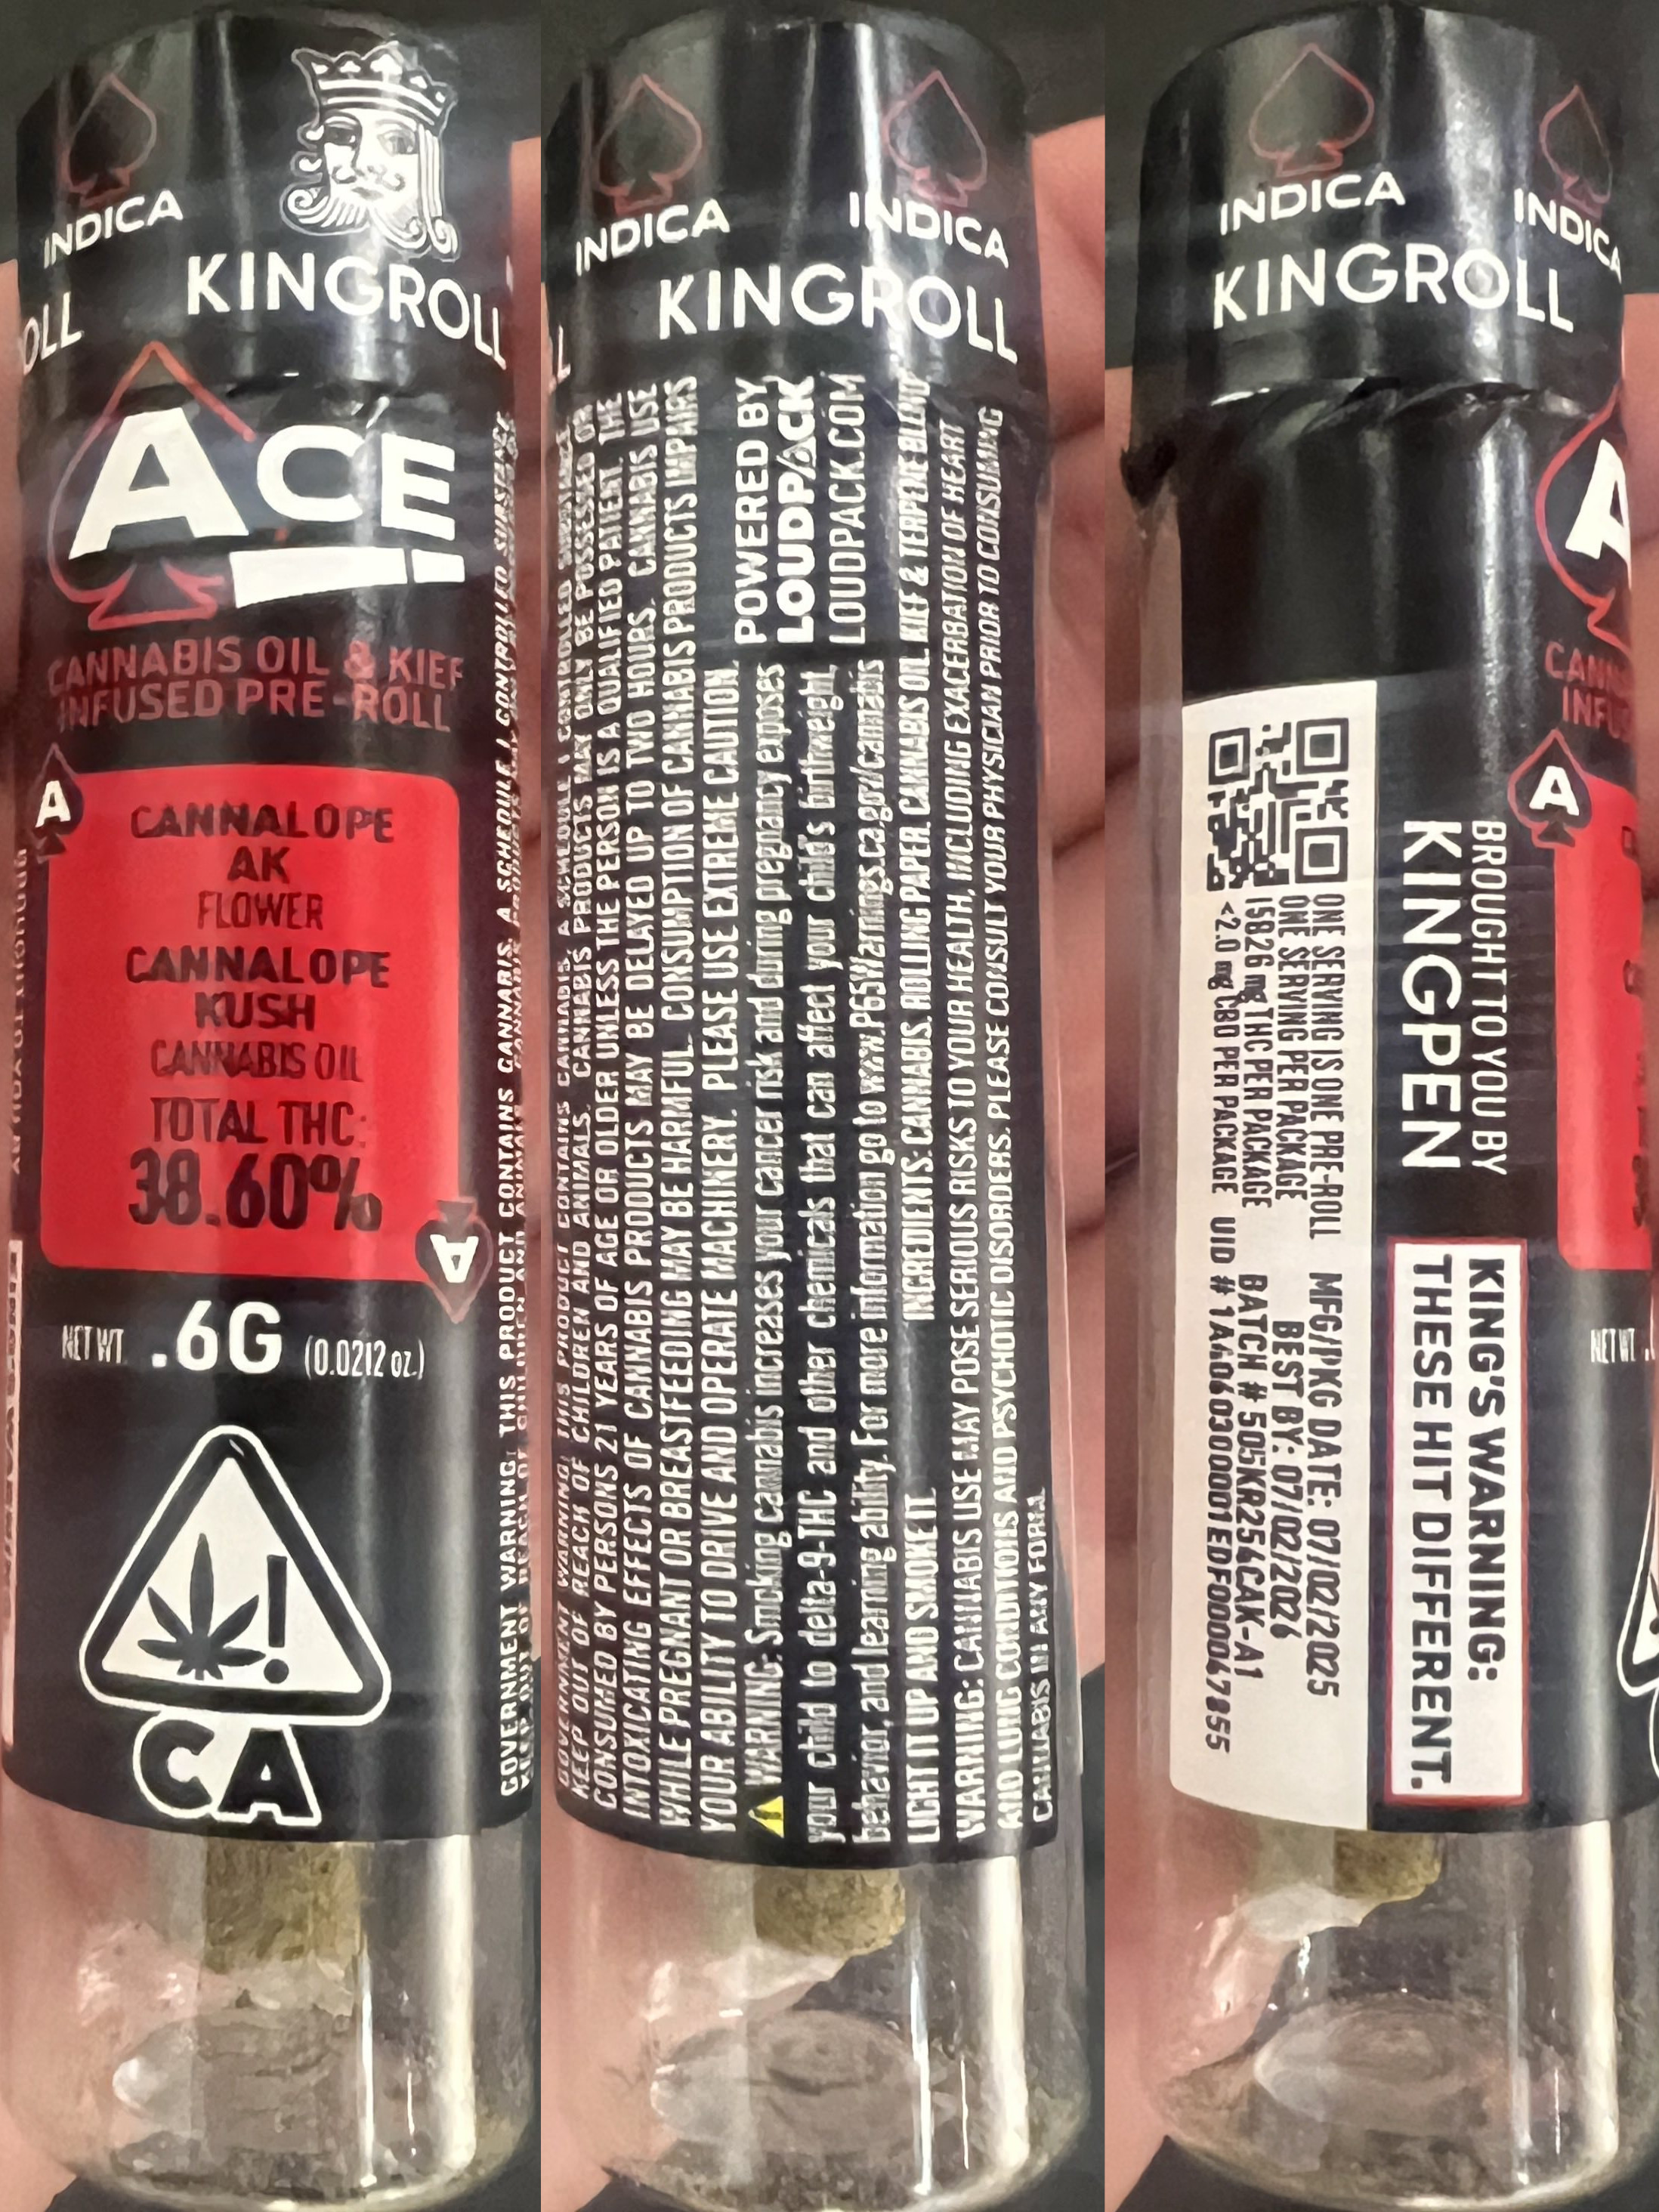 INDICA
KINGROLL
OLL
ACE
CANNABIS OIL & KIEF
INFUSED PRE-ROLL
A
CANNALOPE
AK
FLOWER
CANNALOPE
KUSH
CANNABIS OIL
TOTAL THC:
38.60%
A
NET WT. .6G (0.0212 oz.)
CA
GOVERNMENT WARNING: THIS PRODUCT CONTAINS CANNABIS, A SCHEDULE I CONTROLLED SUBSTANCE.
INDICA
INDICA
KINGROLL
GOVERNMENT WARNING: THIS PRODUCT CONTAINS CANNABIS, A SCHEDULE I CONTROLLED SUBSTANCE.
KEEP OUT OF REACH OF CHILDREN AND ANIMALS. CANNABIS PRODUCTS MAY ONLY BE POSSESSED OR
CONSUMED BY PERSONS 21 YEARS OF AGE OR OLDER UNLESS THE PERSON IS A QUALIFIED PATIENT. THE
INTOXICATING EFFECTS OF CANNABIS PRODUCTS MAY BE DELAYED UP TO TWO HOURS. CANNABIS USE
WHILE PREGNANT OR BREASTFEEDING MAY BE HARMFUL. CONSUMPTION OF CANNABIS PRODUCTS IMPAIRS
YOUR ABILITY TO DRIVE AND OPERATE MACHINERY. PLEASE USE EXTREME CAUTION.
WARNING: Smoking cannabis increases your cancer risk and during pregnancy exposes
your child to delta-9-THC and other chemicals that can affect your child's birthweight,
behavior, and learning ability. For more information go to www.P65Warnings.ca.gov/cannabis
POWERED BY
LOUDPACK
LOUDPACK.COM
LIGHT IT UP AND SMOKE IT.
INGREDIENTS: CANNABIS, ROLLING PAPER, CANNABIS OIL, KIEF & TERPENE BLEND
WARNING: CANNABIS USE MAY POSE SERIOUS RISKS TO YOUR HEALTH, INCLUDING EXACERBATION OF HEART
AND LUNG CONDITIONS AND PSYCHOTIC DISORDERS. PLEASE CONSULT YOUR PHYSICIAN PRIOR TO CONSUMING
CANNABIS IN ANY FORM.
INDICA
INDICA
KINGROLL
A
BROUGHT TO YOU BY
KINGPEN
KING'S WARNING:
THESE HIT DIFFERENT.
ONE SERVING IS ONE PRE-ROLL
ONE SERVING PER PACKAGE
158.26 mg THC PER PACKAGE
<2.0 mg CBD PER PACKAGE
MFG/PKG DATE: 07/02/2025
BEST BY: 07/02/2026
BATCH # 505KR254CAK-A1
UID # 1A4060300001EDF000047855
NET WT.